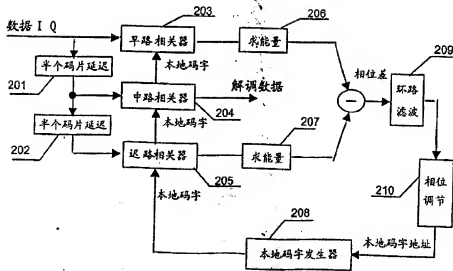 203
206
数据 I Q
早路相关器
求能量
209
半个码片延迟
本地码字
解调数据
相位差
环路滤波
201
中路相关器
204
半个码片延迟
本地码字
207
202
迟路相关器
求能量
205
210
相位调节
本地码字
208
本地码字地址
本地码字发生器